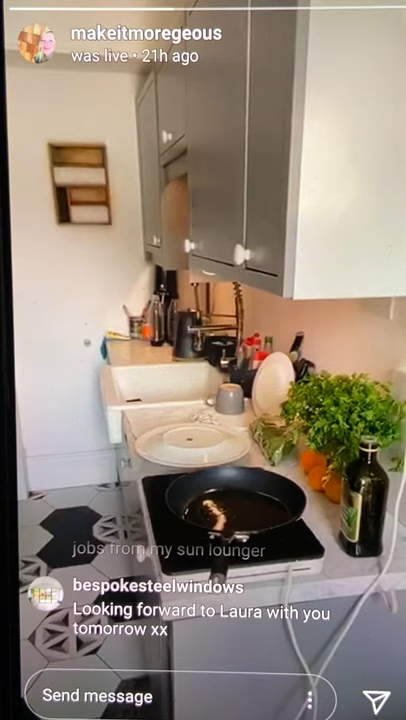 makeitmoregeous
was live • 21h ago
jobs from my sun lounger
bespokesteelwindows
Looking forward to Laura with you
tomorrow xx
Send message